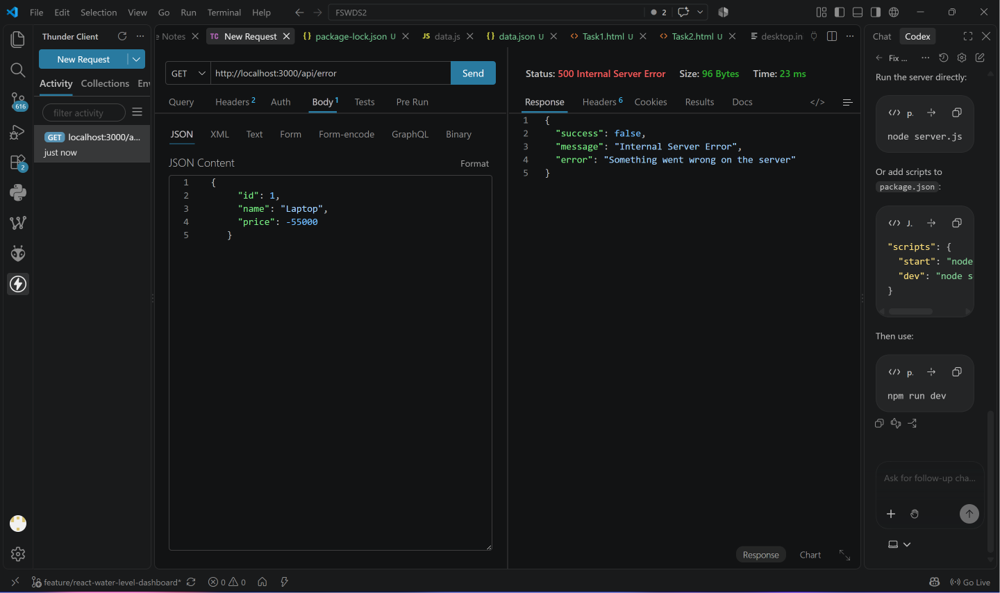 File Edit Selection View Go Run Terminal Help
FSWDS2
2
Thunder Client
e Notes
TC New Request
{} package-lock.json U
JS data.js
{} data.json U
<> Task1.html U
<> Task2.html U
desktop.in
Chat Codex
New Request
Activity Collections Env
filter activity
GET localhost:3000/a...
just now
616
2
GET http://localhost:3000/api/error Send
Query Headers 2 Auth Body 1 Tests Pre Run
JSON XML Text Form Form-encode GraphQL Binary
JSON Content Format
1 {
2 "id": 1,
3 "name": "Laptop",
4 "price": -55000
5 }
Status: 500 Internal Server Error Size: 96 Bytes Time: 23 ms
Response Headers 6 Cookies Results Docs </>
1 {
2 "success": false,
3 "message": "Internal Server Error",
4 "error": "Something went wrong on the server"
5 }
Response Chart
Fix ...
Run the server directly:
</> p.
node server.js
Or add scripts to
package.json:
</> J.
"scripts": {
"start": "node
"dev": "node s
}
Then use:
</> p.
npm run dev
Ask for follow-up cha...
feature/react-water-level-dashboard* 0 0
Go Live